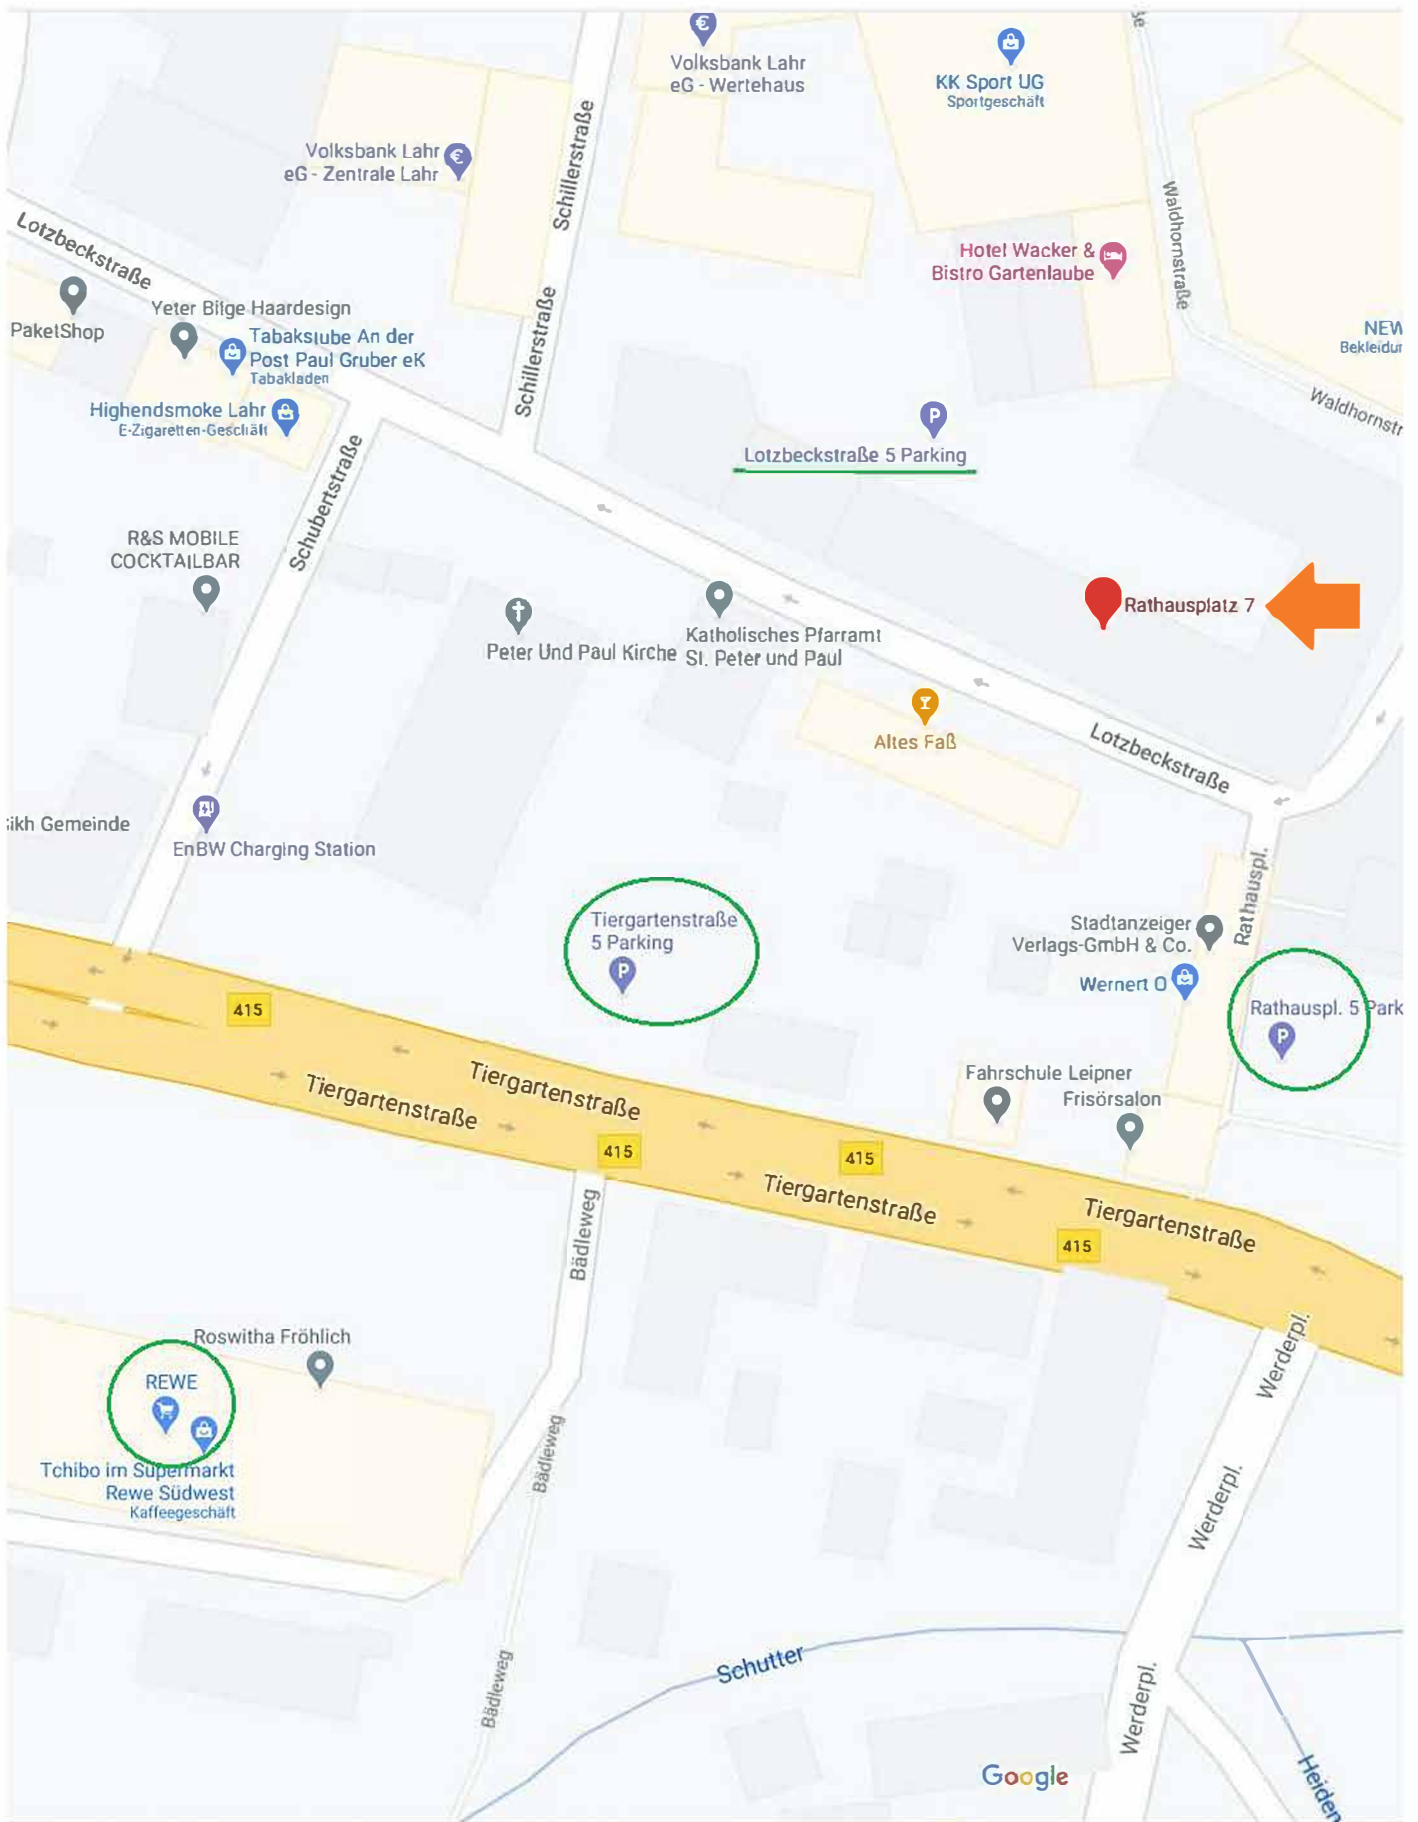 ße
Volksbank Lahr
eG - Wertehaus
KK Sport UG
Sportgeschäft
Volksbank Lahr
eG - Zentrale Lahr
Schillerstraße
Waldhornstraße
Lotzbeckstraße
Hotel Wacker &
Bistro Gartenlaube
PaketShop
Yeter Bilge Haardesign
Tabakstube An der
Post Paul Gruber eK
Tabakladen
Schillerstraße
NEW
Bekleidur
Highendsmoke Lahr
E-Zigaretten-Geschäft
Waldhornstr
Lotzbeckstraße 5 Parking
Schubertstraße
R&S MOBILE
COCKTAILBAR
Rathausplatz 7
Peter Und Paul Kirche
Katholisches Pfarramt
St. Peter und Paul
Altes Faß
Lotzbeckstraße
ikh Gemeinde
EnBW Charging Station
Rathauspl.
Tiergartenstraße
5 Parking
Stadtanzeiger
Verlags-GmbH & Co.
Wernert O
Rathauspl. 5 Park
415
Tiergartenstraße
Tiergartenstraße
Fahrschule Leipner
Frisörsalon
415
415
Tiergartenstraße
Tiergartenstraße
415
Bädleweg
Roswitha Fröhlich
Werderpl.
REWE
Tchibo im Supermarkt
Rewe Südwest
Kaffeegeschäft
Bädleweg
Werderpl.
Schutter
Bädleweg
Werderpl.
Google
Heiden